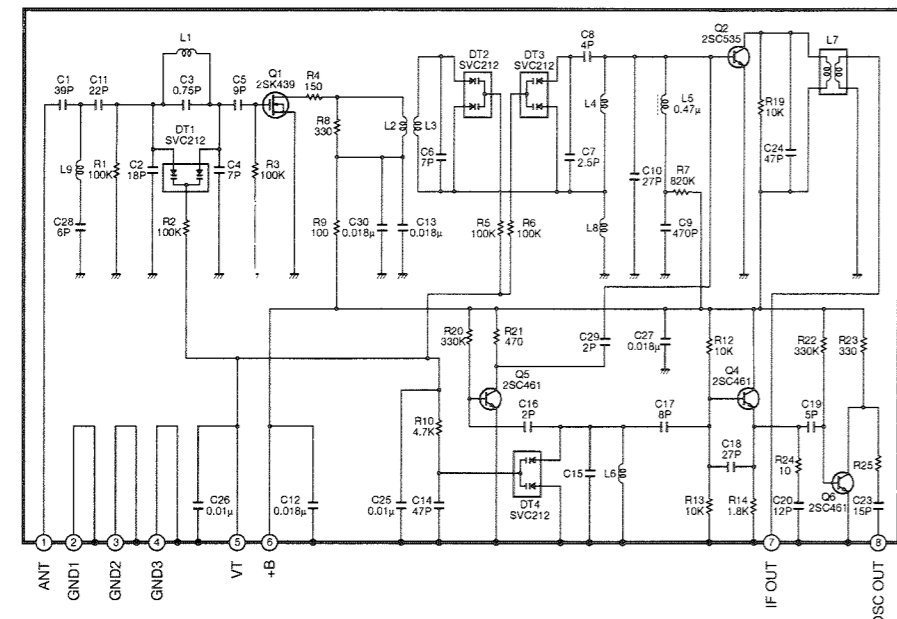 L1
C1
39P
C11
22P
C3
0.75P
C5
9P
Q1
2SK439
R4
150
R8
330
DT1
SVC212
L9
R1
100K
C2
18P
C4
7P
R3
100K
C28
6P
R2
100K
R9
100
C30
0.018μ
C13
0.018μ
L2
L3
C6
7P
DT2
SVC212
DT3
SVC212
R5
100K
R6
100K
C7
2.5P
C8
4P
L4
L8
C10
27P
L5
0.47μ
R7
820K
C9
470P
Q2
2SC535
R19
10K
C24
47P
L7
R20
330K
R21
470
Q5
2SC461
C16
2P
C29
2P
C27
0.018μ
C17
8P
R12
10K
Q4
2SC461
R22
330K
R23
330
C19
5P
C18
27P
R24
10
R25
R10
4.7K
C26
0.01μ
C12
0.018μ
C25
0.01μ
C14
47P
DT4
SVC212
C15
L6
R13
10K
R14
1.8K
C20
12P
Q6
2SC461
C23
15P
1
2
3
4
5
6
7
8
ANT
GND1
GND2
GND3
VT
+B
IF OUT
OSC OUT